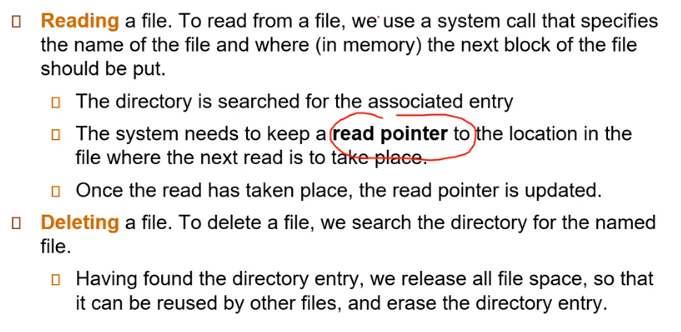 Reading a file. To read from a file, we use a system call that specifies
the name of the file and where (in memory) the next block of the file
should be put.
The directory is searched for the associated entry
The system needs to keep a read pointer to the location in the
file where the next read is to take place.
Once the read has taken place, the read pointer is updated.
Deleting a file. To delete a file, we search the directory for the named
file.
Having found the directory entry, we release all file space, so that
it can be reused by other files, and erase the directory entry.